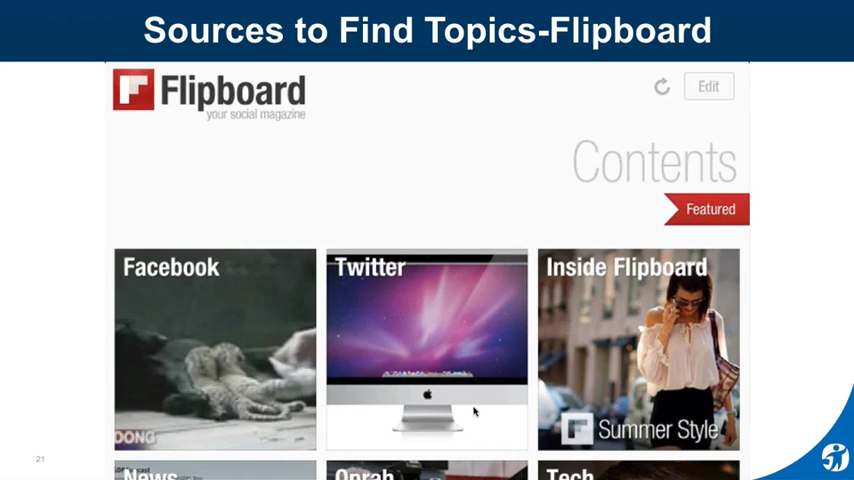 Sources to Find Topics-Flipboard
Flipboard
your social magazine
Edit
Contents
Featured
Facebook
Twitter
Inside Flipboard
DONG
Summer Style
21
News
Oprah
Tech